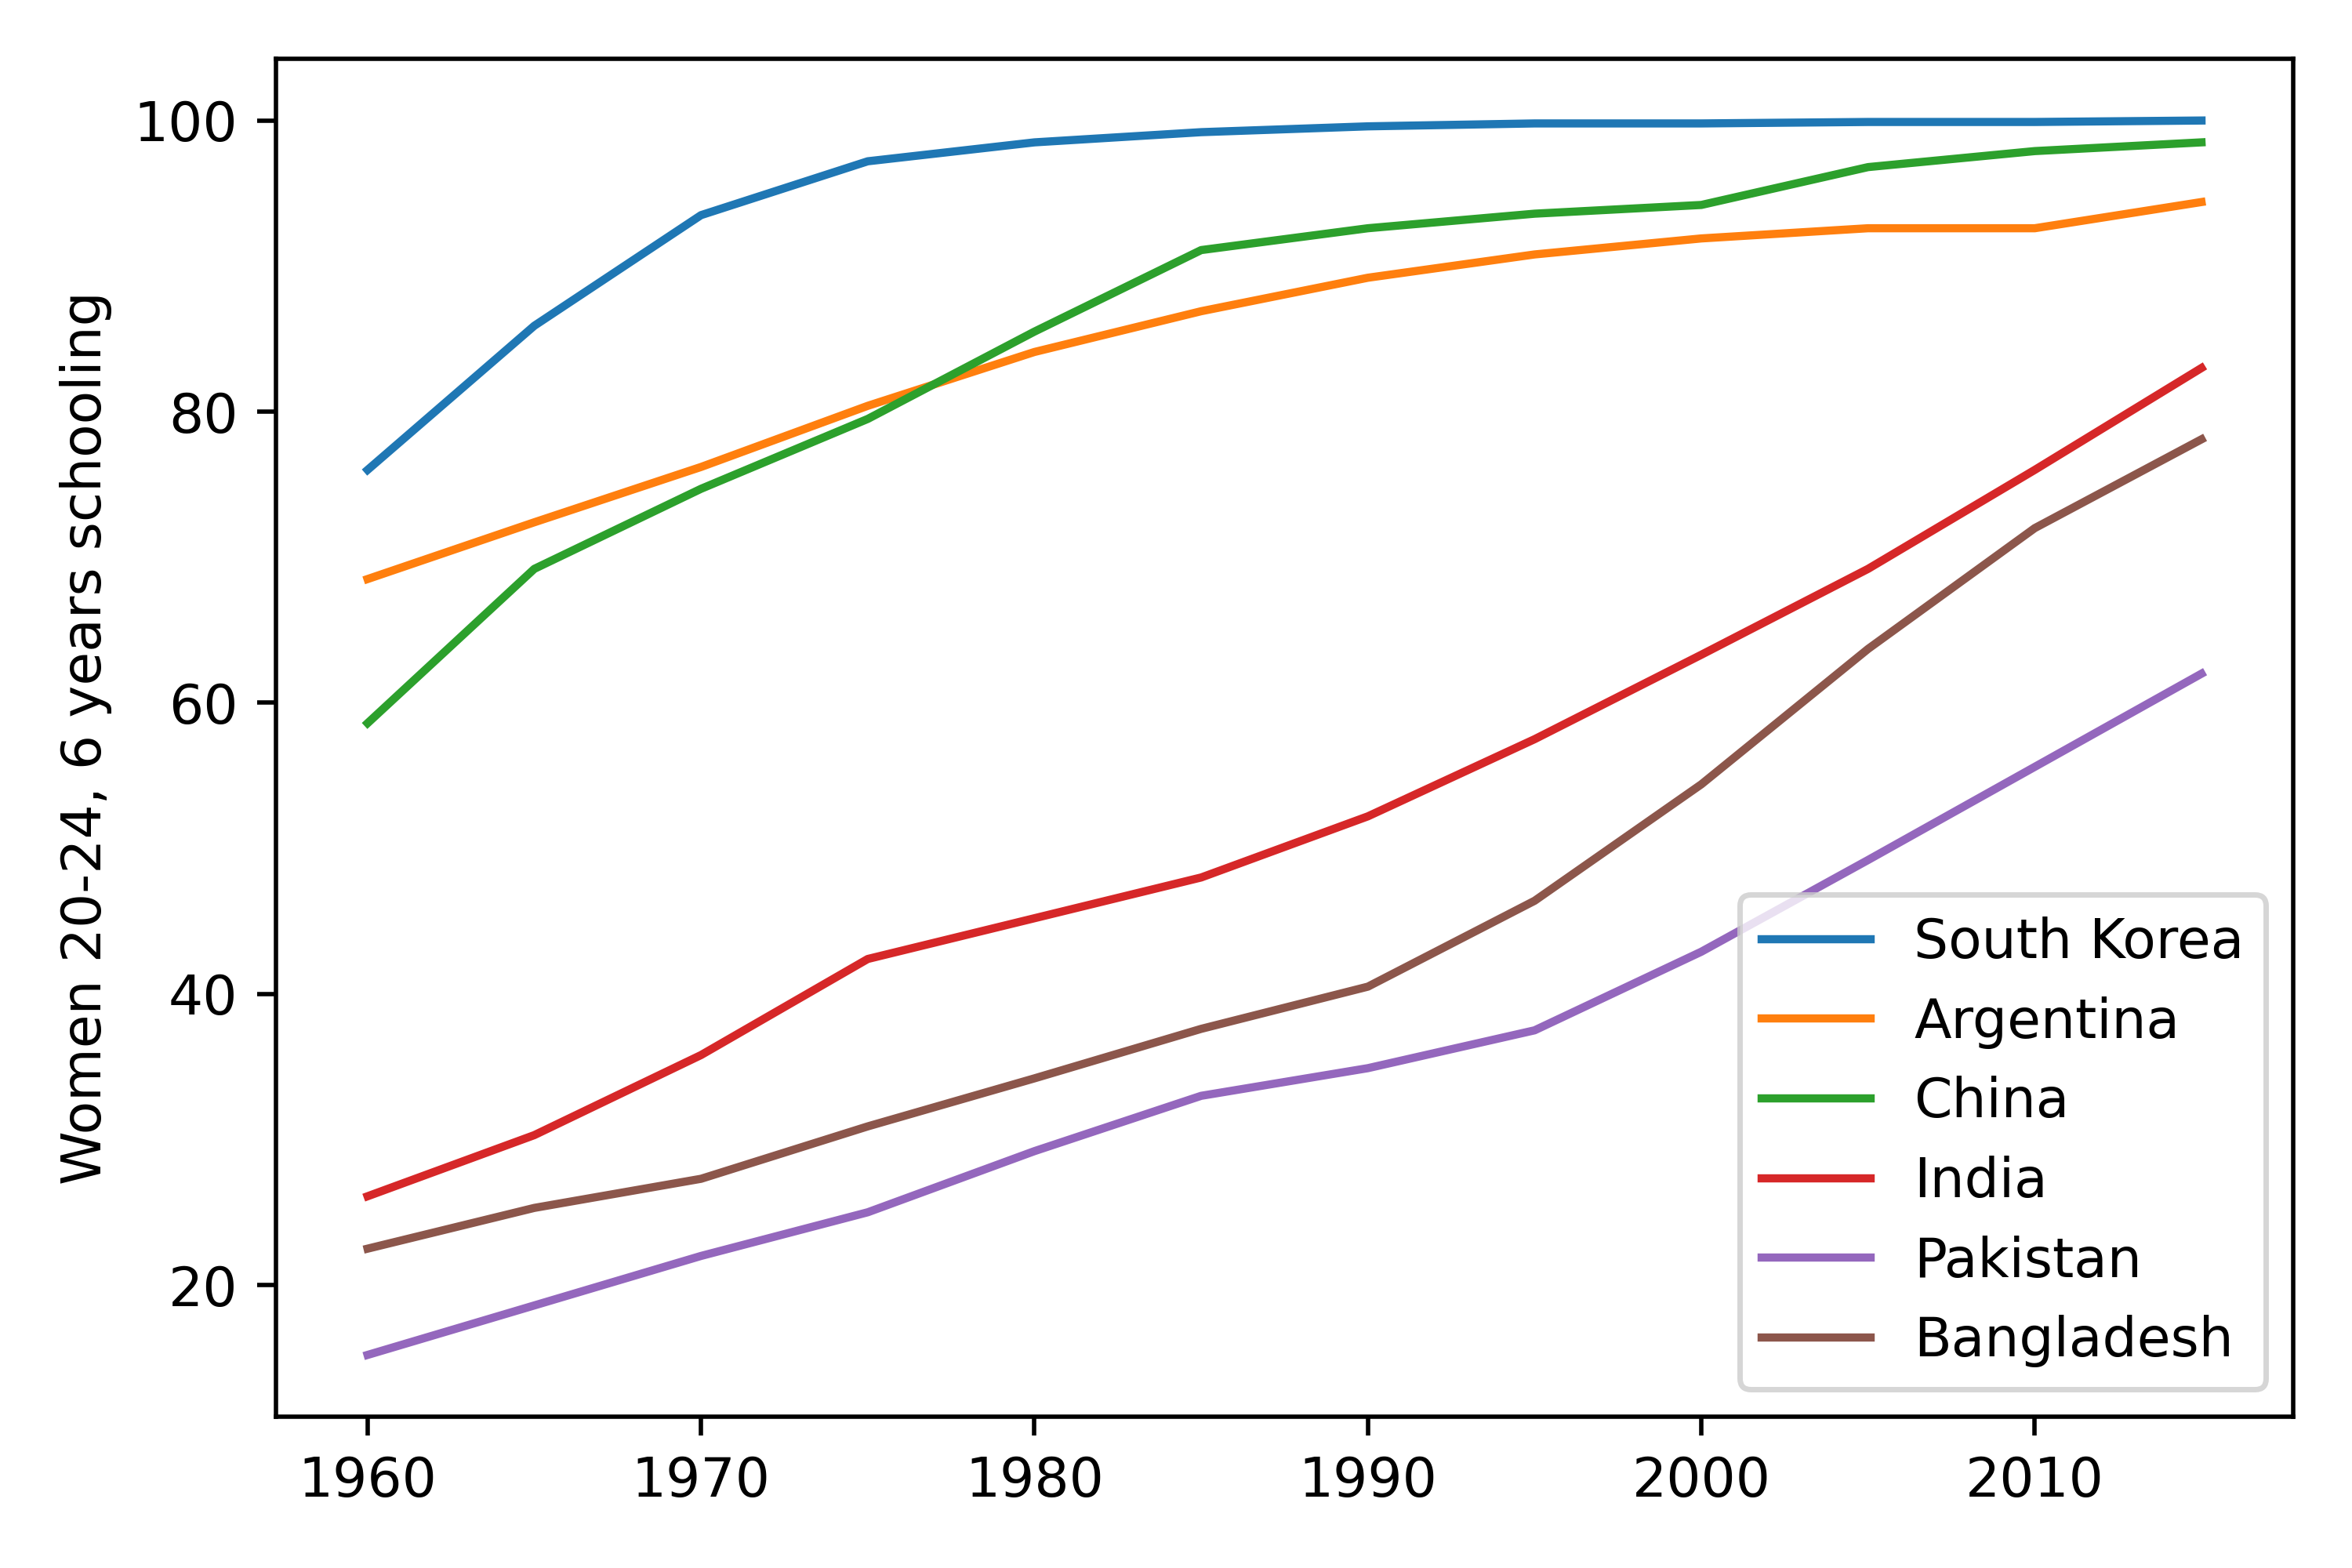 Women 20-24, 6 years schooling
100
80
60
40
20
1960 1970 1980 1990 2000 2010
South Korea
Argentina
China
India
Pakistan
Bangladesh